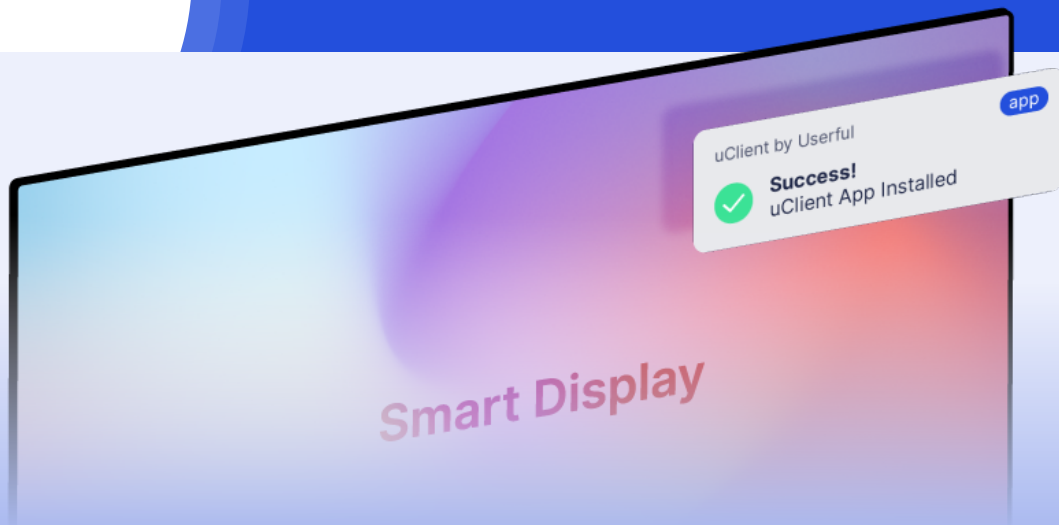 app
uClient by Userful
Success!
uClient App Installed
Smart Display